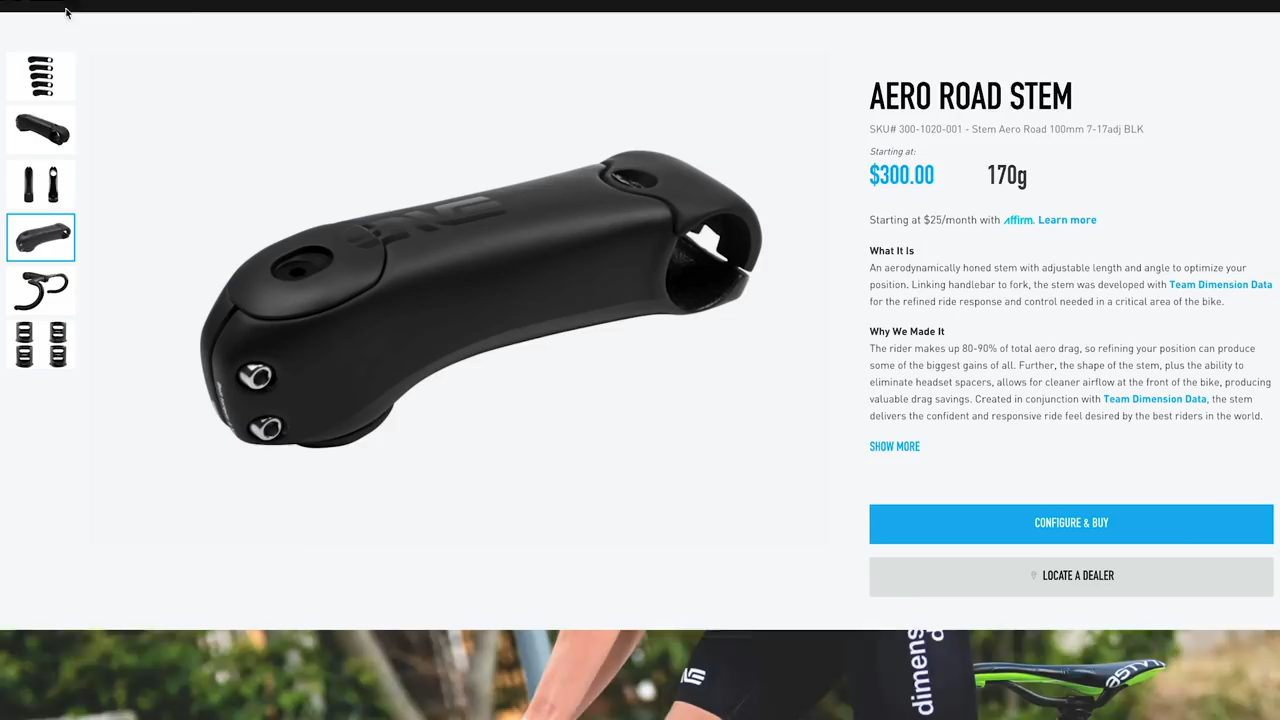 AERO ROAD STEM
SKU# 300-1020-001 - Stem Aero Road 100mm 7-17adj BLK
Starting at:
$300.00 170g
Starting at $25/month with affirm. Learn more
What It Is
An aerodynamically honed stem with adjustable length and angle to optimize your
position. Linking handlebar to fork, the stem was developed with Team Dimension Data
for the refined ride response and control needed in a critical area of the bike.
Why We Made It
The rider makes up 80-90% of total aero drag, so refining your position can produce
some of the biggest gains of all. Further, the shape of the stem, plus the ability to
eliminate headset spacers, allows for cleaner airflow at the front of the bike, producing
valuable drag savings. Created in conjunction with Team Dimension Data, the stem
delivers the confident and responsive ride feel desired by the best riders in the world.
SHOW MORE
CONFIGURE & BUY
LOCATE A DEALER
dimens